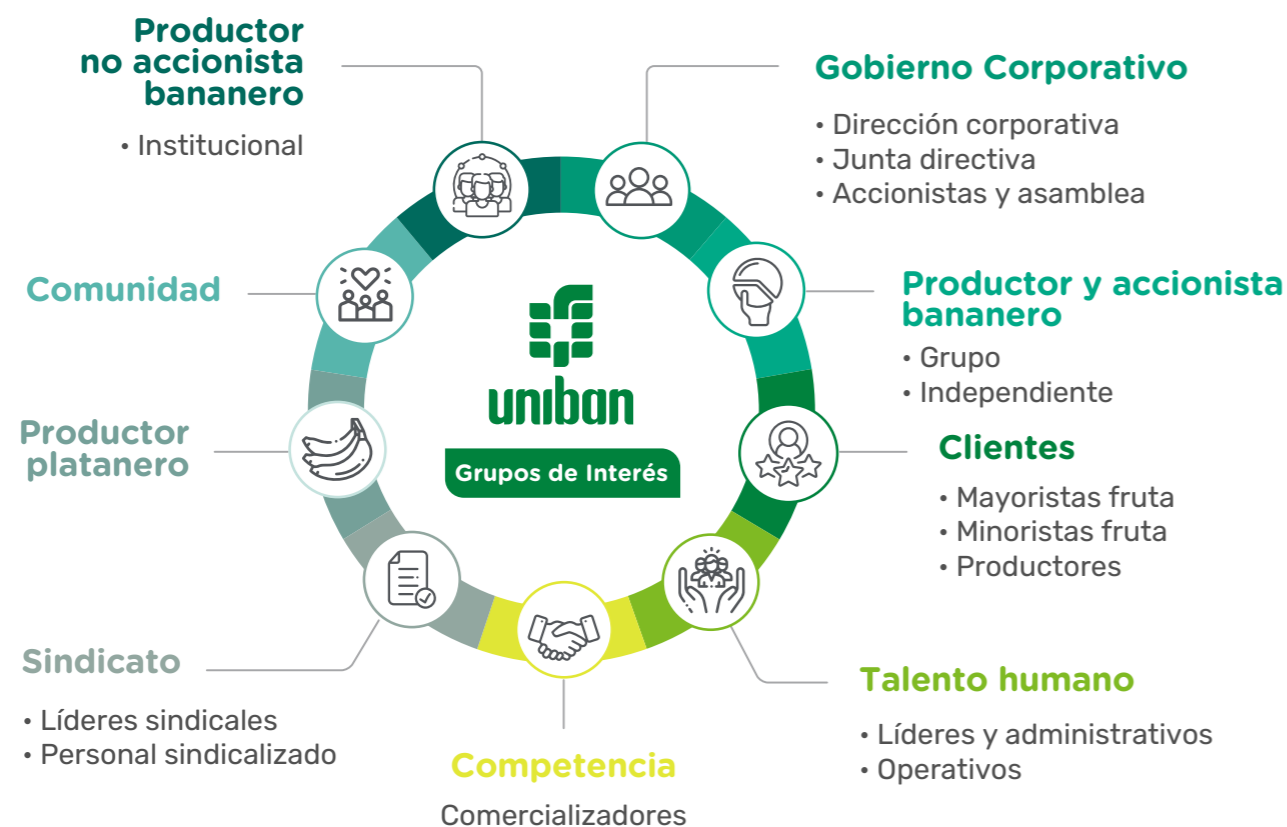 Productor
no accionista
bananero
• Institucional
Gobierno Corporativo
• Dirección corporativa
• Junta directiva
• Accionistas y asamblea
Comunidad
Productor y accionista
bananero
• Grupo
• Independiente
uniban
Grupos de Interés
Productor
platanero
Clientes
• Mayoristas fruta
• Minoristas fruta
• Productores
Sindicato
• Líderes sindicales
• Personal sindicalizado
Talento humano
• Líderes y administrativos
• Operativos
Competencia
Comercializadores